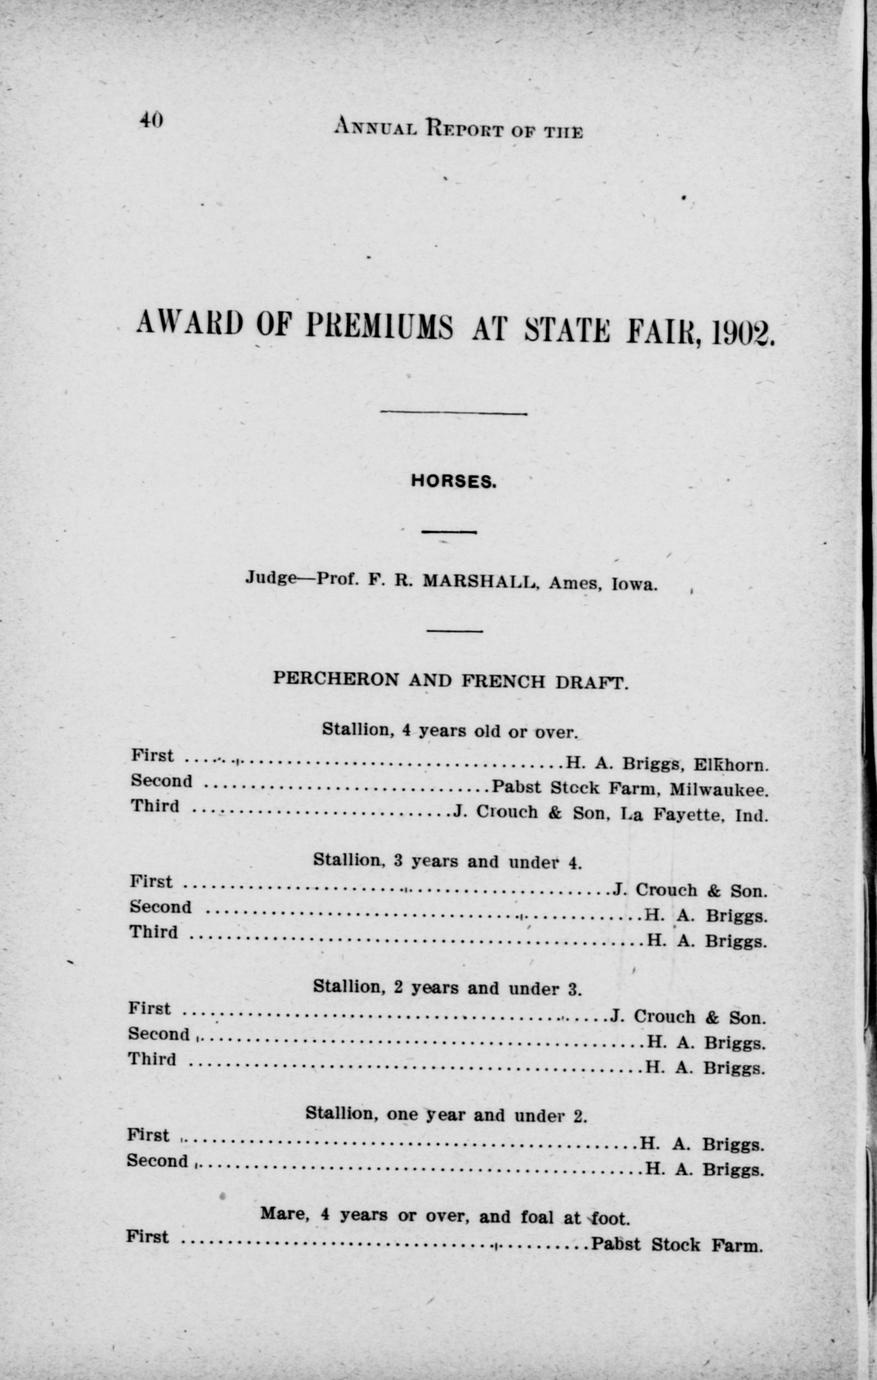 40
ANNUAL REPORT OF THE
AWARD OF PREMIUMS AT STATE FAIR, 1902.
HORSES.
Judge—Prof. F. R. MARSHALL, Ames, Iowa.
PERCHERON AND FRENCH DRAFT.
Stallion, 4 years old or over.
First ........................................ H. A. Briggs, Elkhorn.
Second ............................... Pabst Stock Farm, Milwaukee.
Third ............................ J. Crouch & Son, La Fayette, Ind.
Stallion, 3 years and under 4.
First .............................................. J. Crouch & Son.
Second ............................................... H. A. Briggs.
Third ................................................ H. A. Briggs.
Stallion, 2 years and under 3.
First .............................................. J. Crouch & Son.
Second ............................................... H. A. Briggs.
Third ................................................ H. A. Briggs.
Stallion, one year and under 2.
First ................................................ H. A. Briggs.
Second ............................................... H. A. Briggs.
Mare, 4 years or over, and foal at foot.
First ............................................ Pabst Stock Farm.